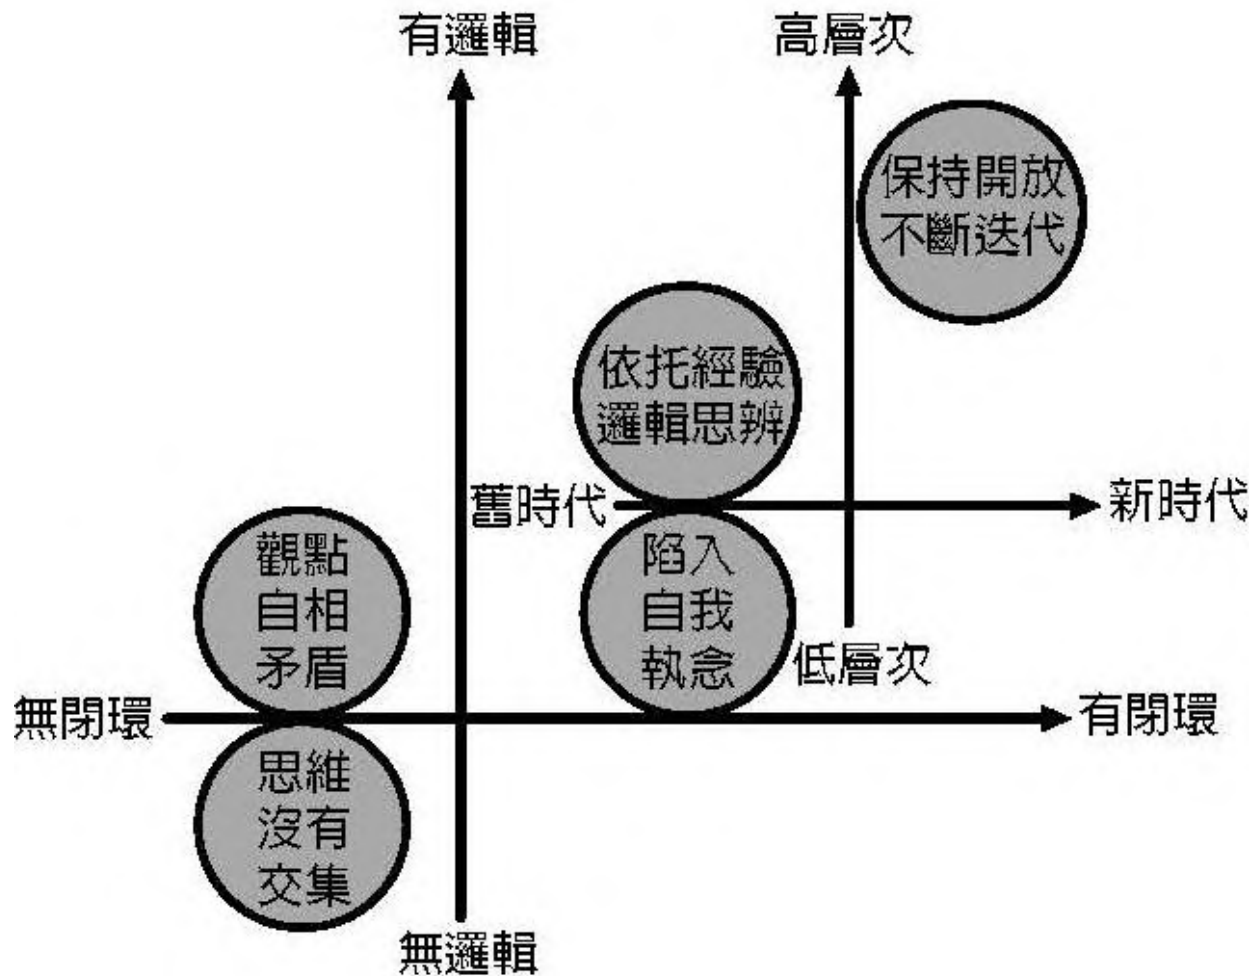 有邏輯
高層次
保持開放
不斷迭代
依托經驗
邏輯思辨
舊時代
新時代
觀點
自相
矛盾
陷入
自我
執念
低層次
無閉環
有閉環
思維
沒有
交集
無邏輯